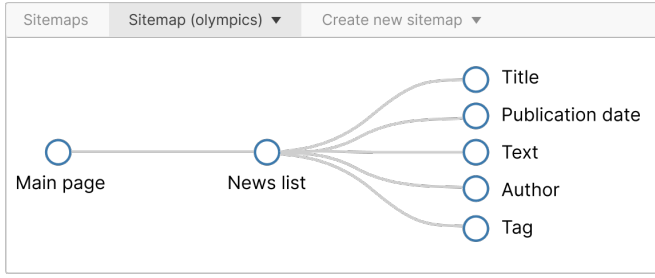 Sitemaps
Sitemap (olympics) ▼
Create new sitemap ▼
Title
Publication date
Text
Author
Tag
Main page
News list